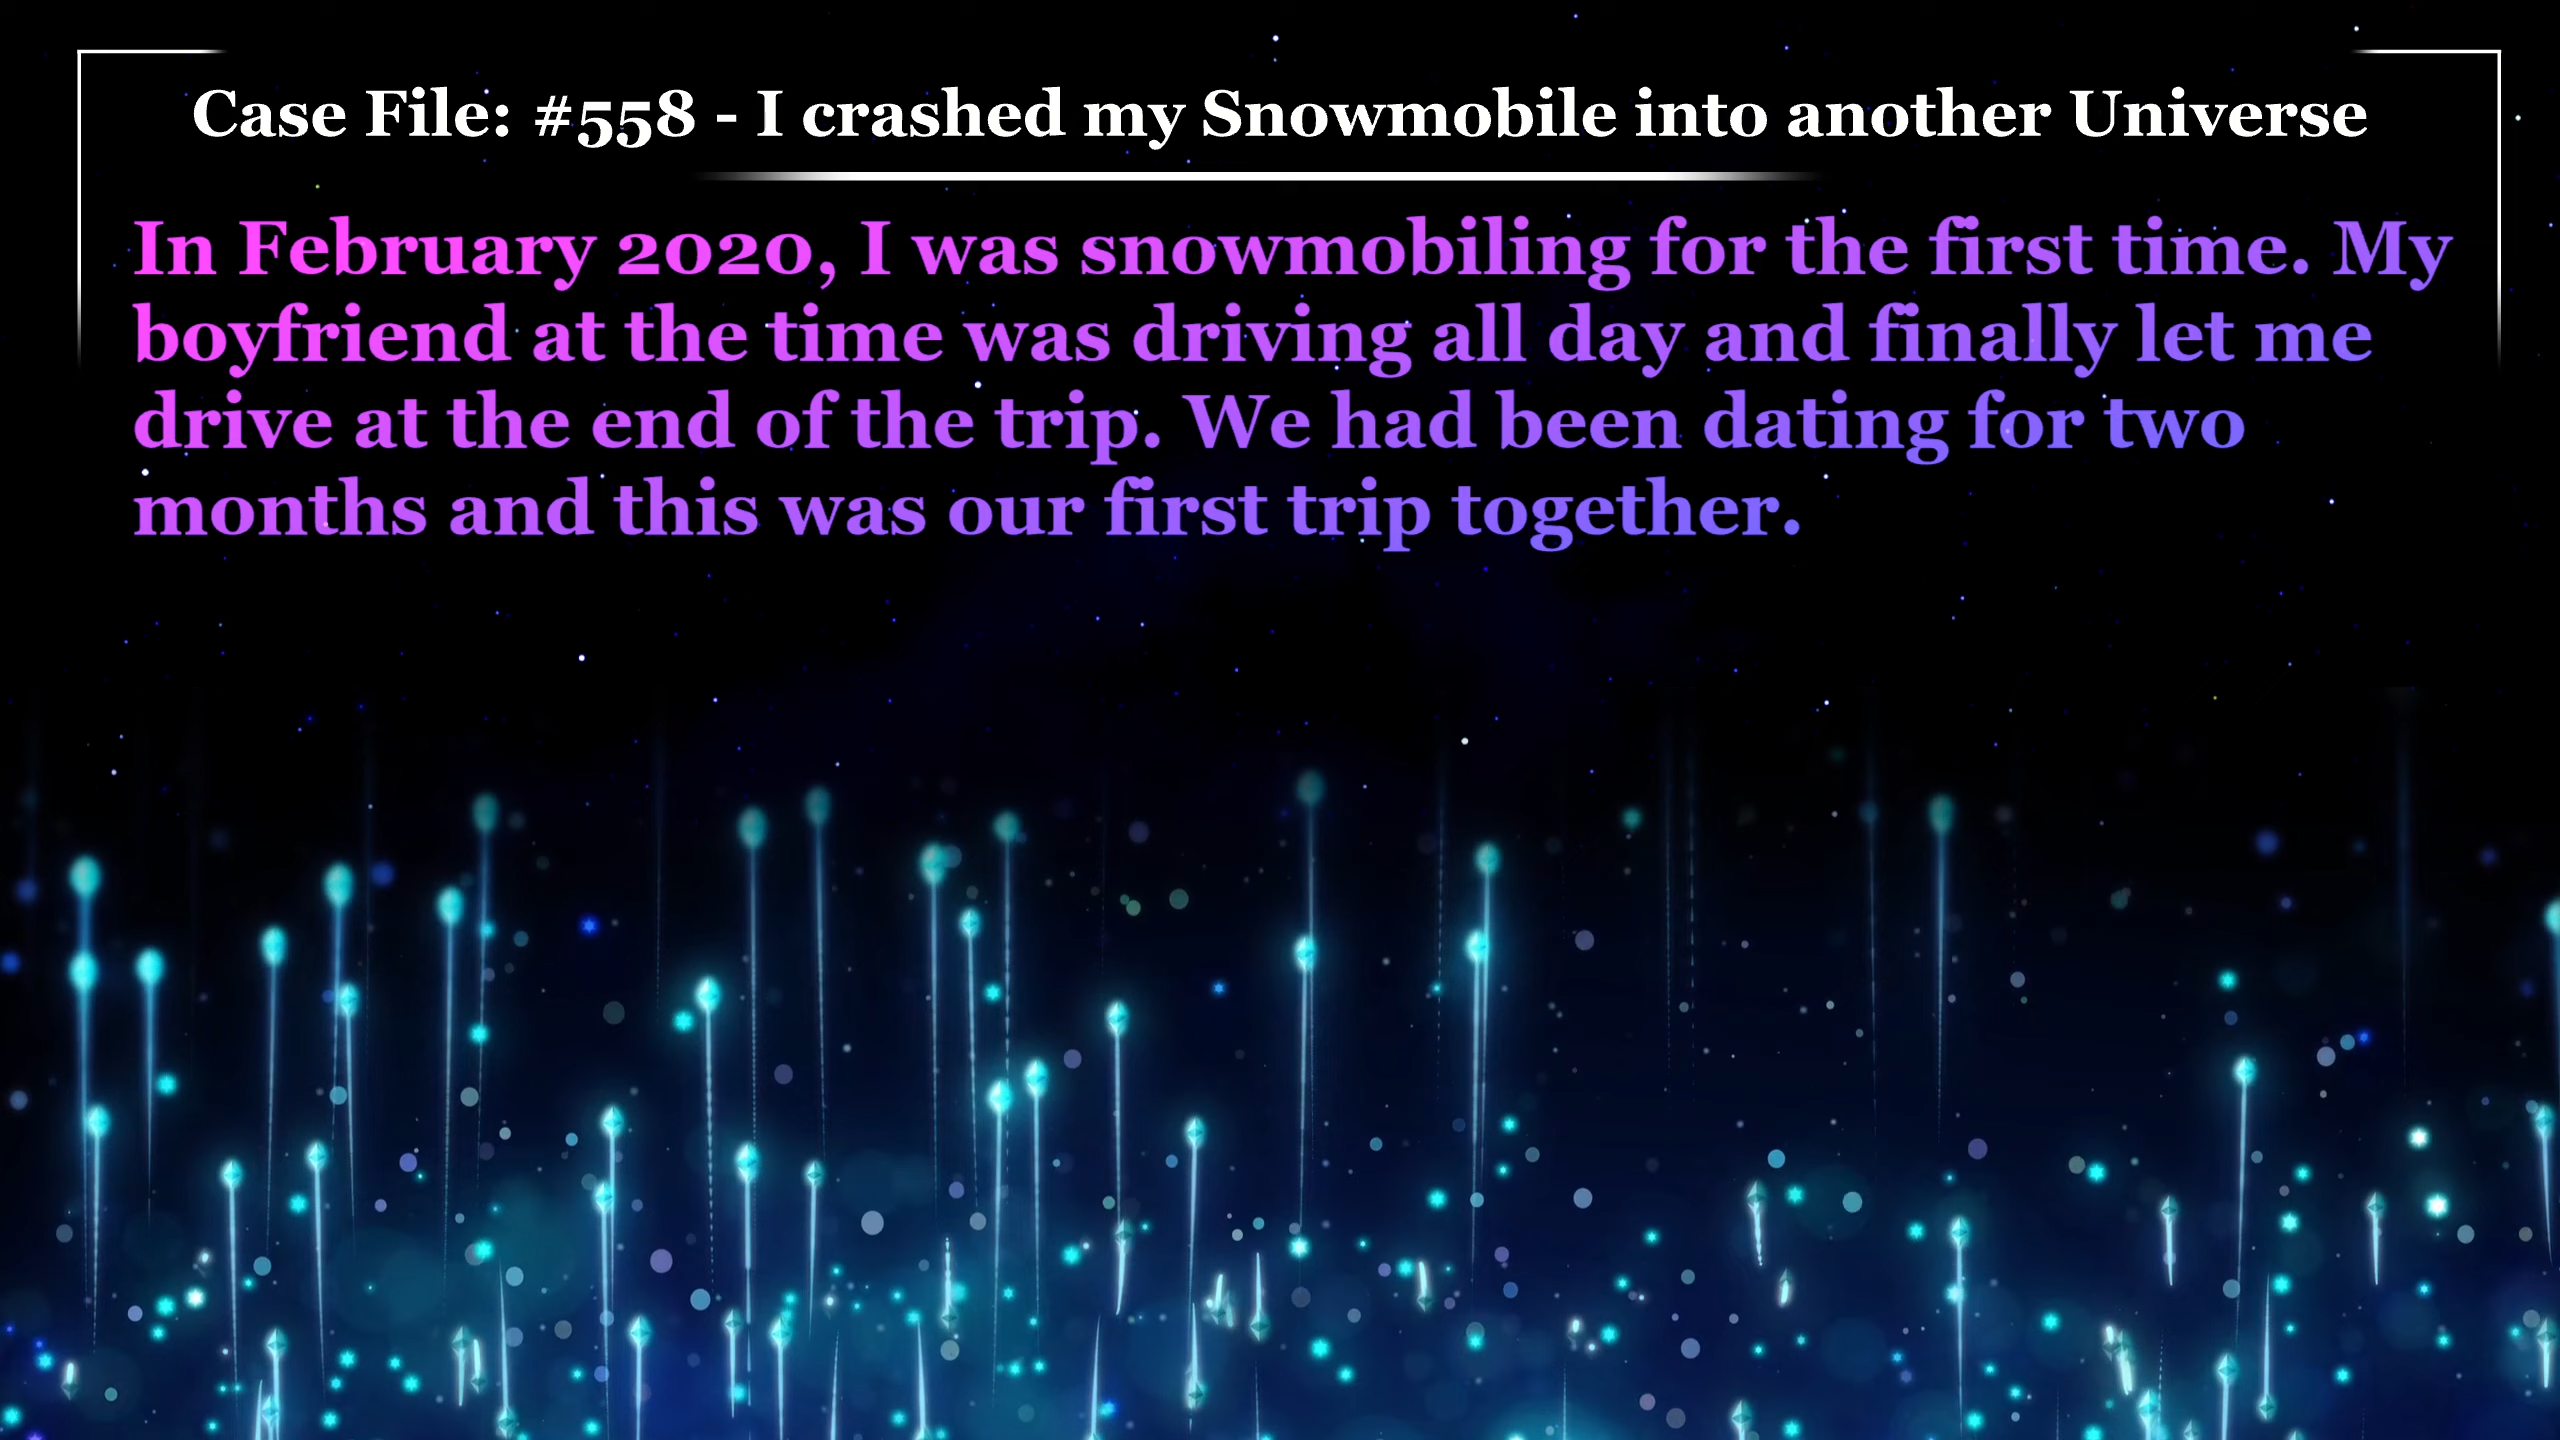 Case File: #558 - I crashed my Snowmobile into another Universe
In February 2020, I was snowmobiling for the first time. My
boyfriend at the time was driving all day and finally let me
drive at the end of the trip. We had been dating for two
months and this was our first trip together.